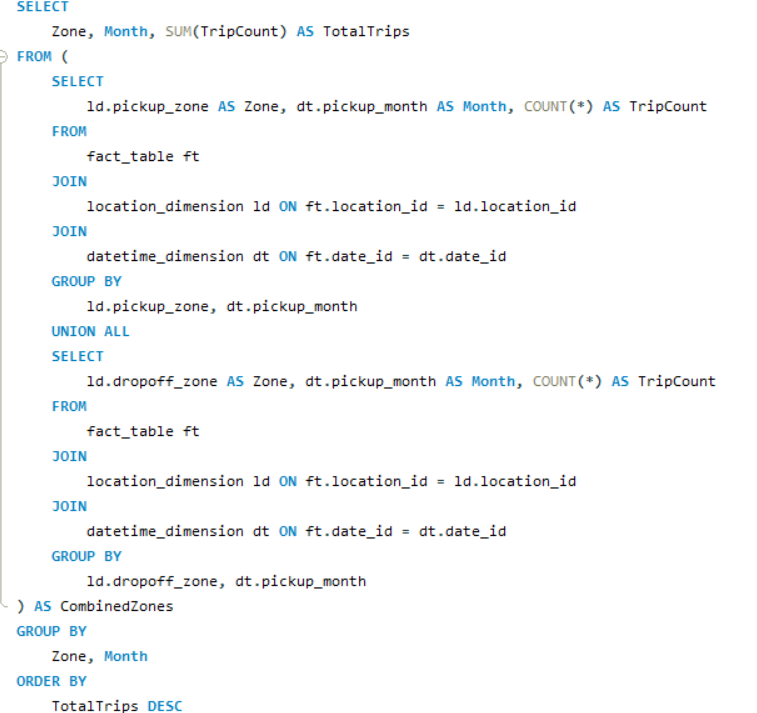 SELECT
Zone, Month, SUM(TripCount) AS TotalTrips
FROM (
SELECT
ld.pickup_zone AS Zone, dt.pickup_month AS Month, COUNT(*) AS TripCount
FROM
fact_table ft
JOIN
location_dimension ld ON ft.location_id = ld.location_id
JOIN
datetime_dimension dt ON ft.date_id = dt.date_id
GROUP BY
ld.pickup_zone, dt.pickup_month
UNION ALL
SELECT
ld.dropoff_zone AS Zone, dt.pickup_month AS Month, COUNT(*) AS TripCount
FROM
fact_table ft
JOIN
location_dimension ld ON ft.location_id = ld.location_id
JOIN
datetime_dimension dt ON ft.date_id = dt.date_id
GROUP BY
ld.dropoff_zone, dt.pickup_month
) AS CombinedZones
GROUP BY
Zone, Month
ORDER BY
TotalTrips DESC